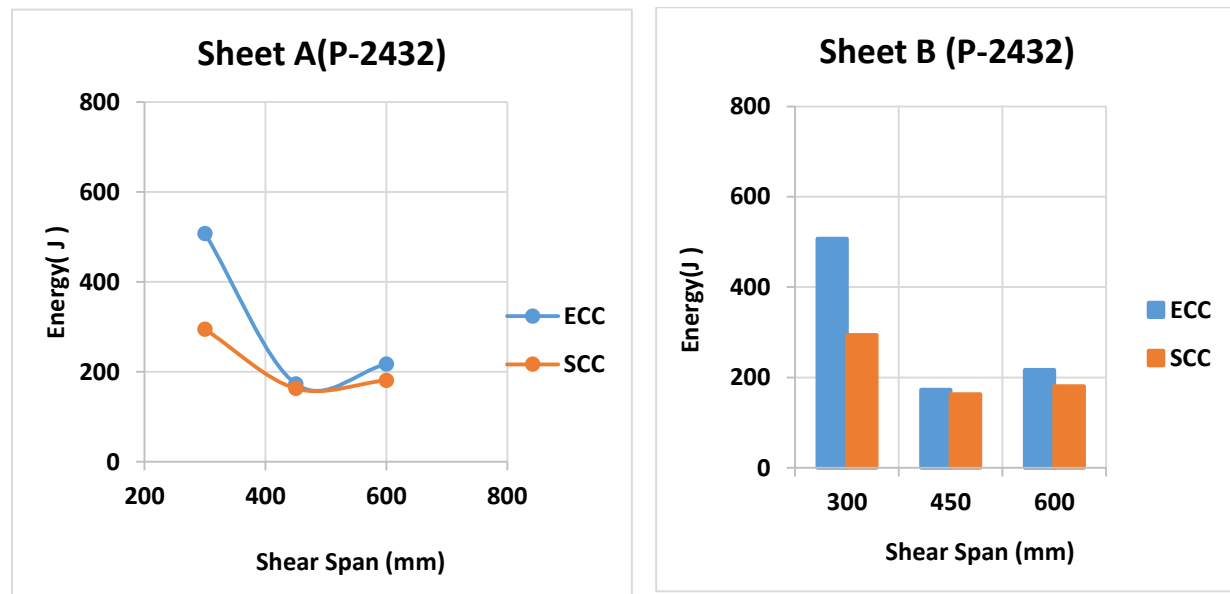 Sheet A(P-2432)
800
600
400
200
0
Energy( J )
200 400 600 800
Shear Span (mm)
ECC
SCC
Sheet B (P-2432)
800
600
400
200
0
Energy(J )
300 450 600
Shear Span (mm)
ECC
SCC